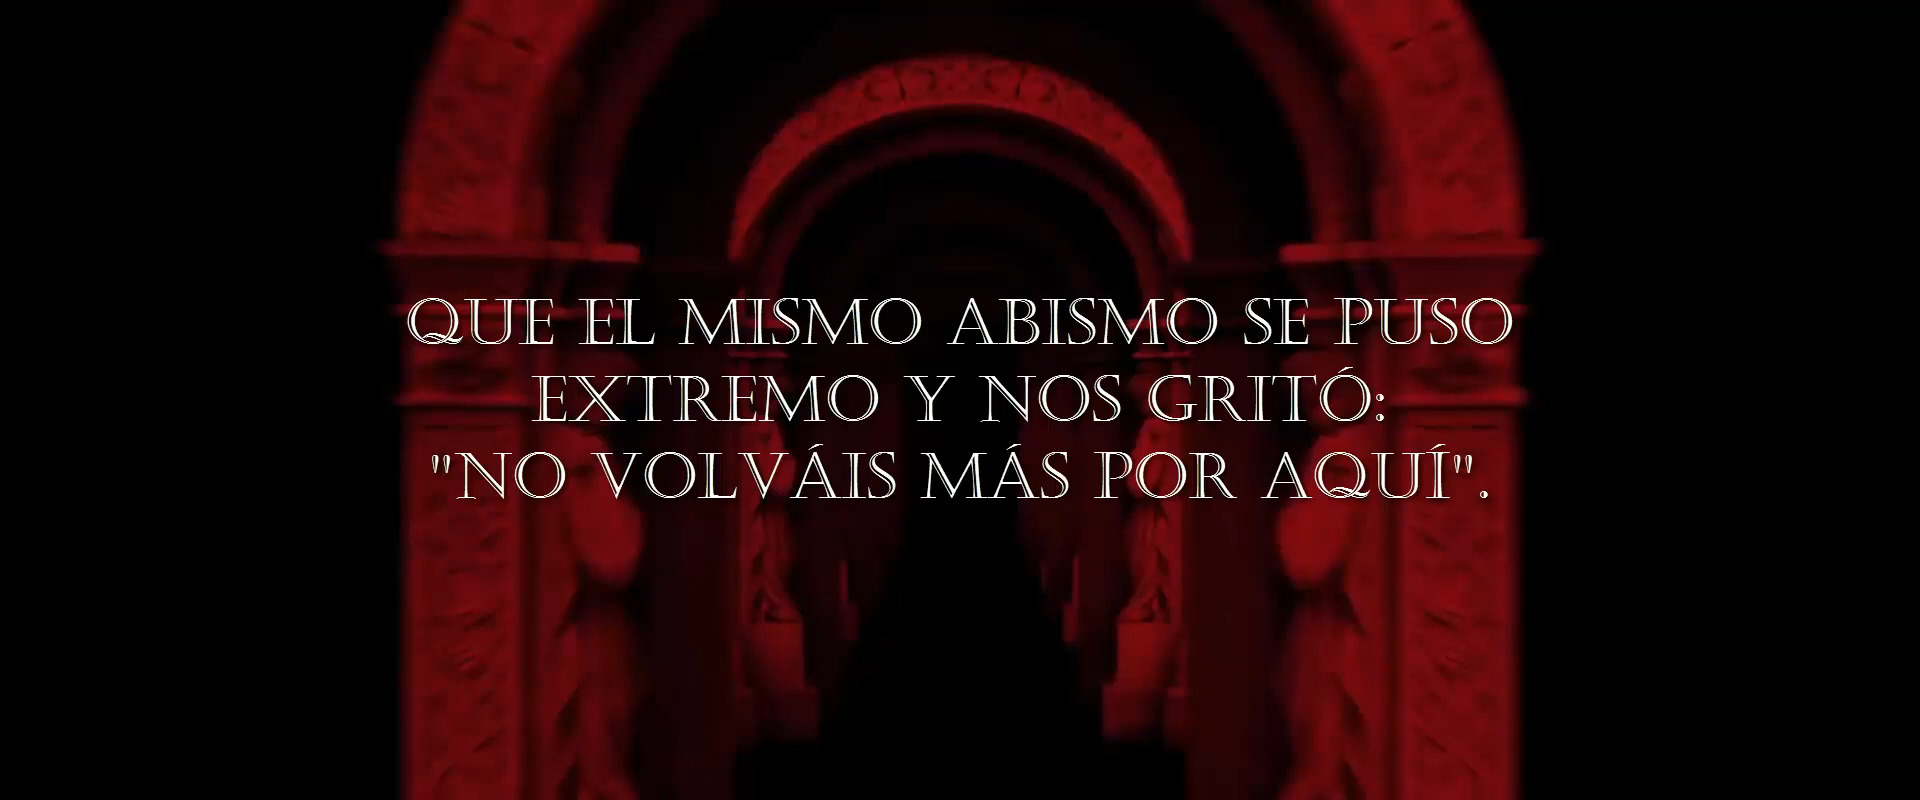 QUE EL MISMO ABISMO SE PUSO
EXTREMO Y NOS GRITÓ:
"NO VOLVÁIS MÁS POR AQUÍ".